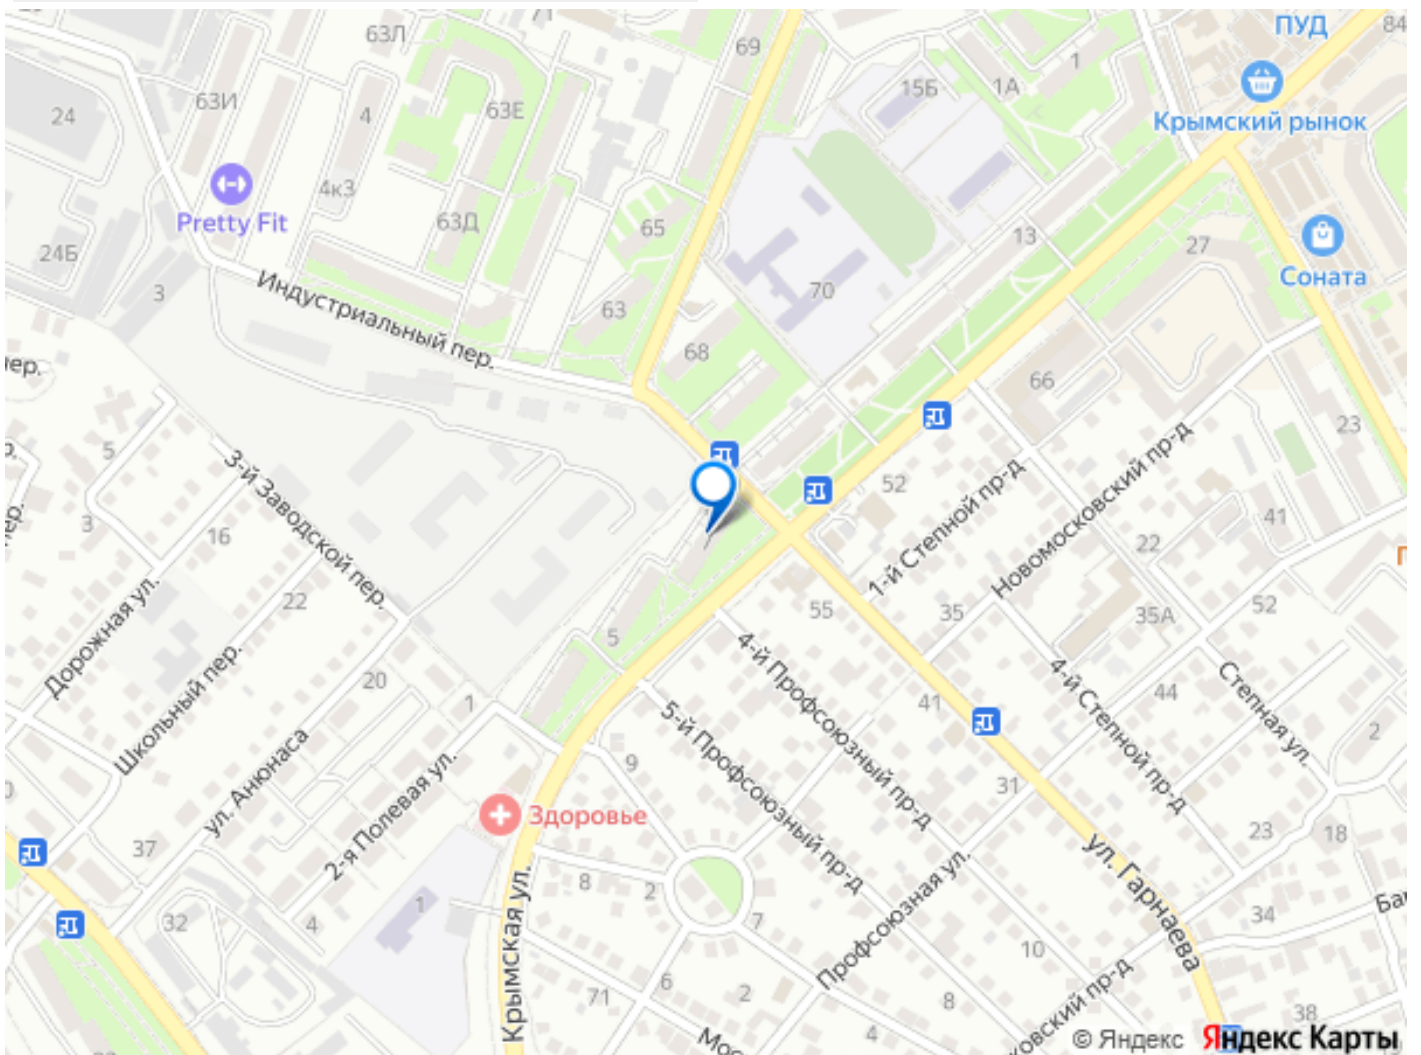 71
63Л
69
ПУД
84
1
15Б
1А
Крымский рынок
63И
24
4
63Е
4к3
Pretty Fit
63Д
65
13
27
Соната
24Б
3
Индустриальный пер.
63
70
68
66
23
пер.
5
3-й Заводской пер.
3
16
52
1-й Степной пр-д
Новомосковский пр-д
41
22
Дорожная ул.
22
Школьный пер.
20
ул. Анюнаса
1
5
55
35
35А
52
4-й Профсоюзный пр-д
5-й Профсоюзный пр-д
41
4-й Степной пр-д
44
Степная ул.
2
9
31
Здоровье
2-я Полевая ул.
37
32
4
1
8
2
7
Крымская ул.
Профсоюзная ул.
ул. Гарнаева
23
18
34
10
6
71
2
4
8
38
© Яндекс Яндекс Карты